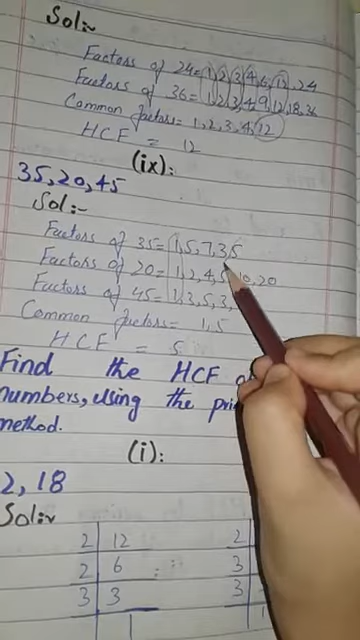 Sol:~
Factors of 24 = 1, 2, 3, 4, 6, 12, 24
Factors of 36 = 1, 2, 3, 4, 9, 12, 18, 36
Common factors = 1, 2, 3, 4, 12
HCF = 12
(ix):
35, 20, 45
Sol:~
Factors of 35 = 1, 5, 7, 35
Factors of 20 = 1, 2, 4, 5, 10, 20
Factors of 45 = 1, 3, 5, 3,
Common factors = 1, 5
HCF = 5
Find the HCF
numbers, using the
method.
(i):
2, 18
Sol:~
2 12 2
2 6 3
3 3 3
1